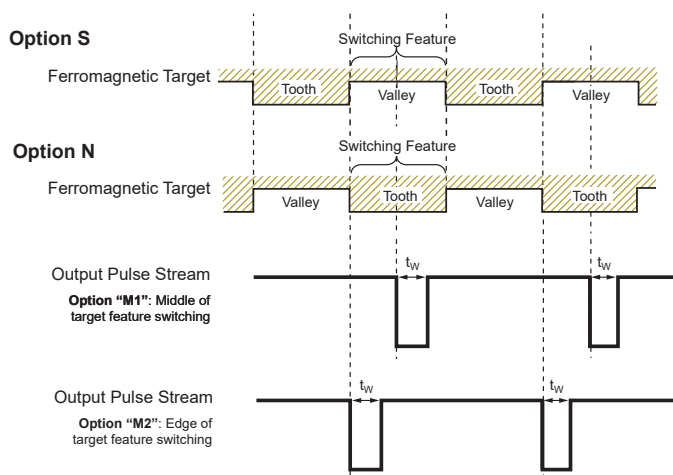 Option S
Switching Feature
Ferromagnetic Target
Tooth
Valley
Tooth
Valley
Option N
Switching Feature
Ferromagnetic Target
Valley
Tooth
Valley
Tooth
Output Pulse Stream
tW
tW
Option “M1”: Middle of
target feature switching
Output Pulse Stream
tW
tW
Option “M2”: Edge of
target feature switching